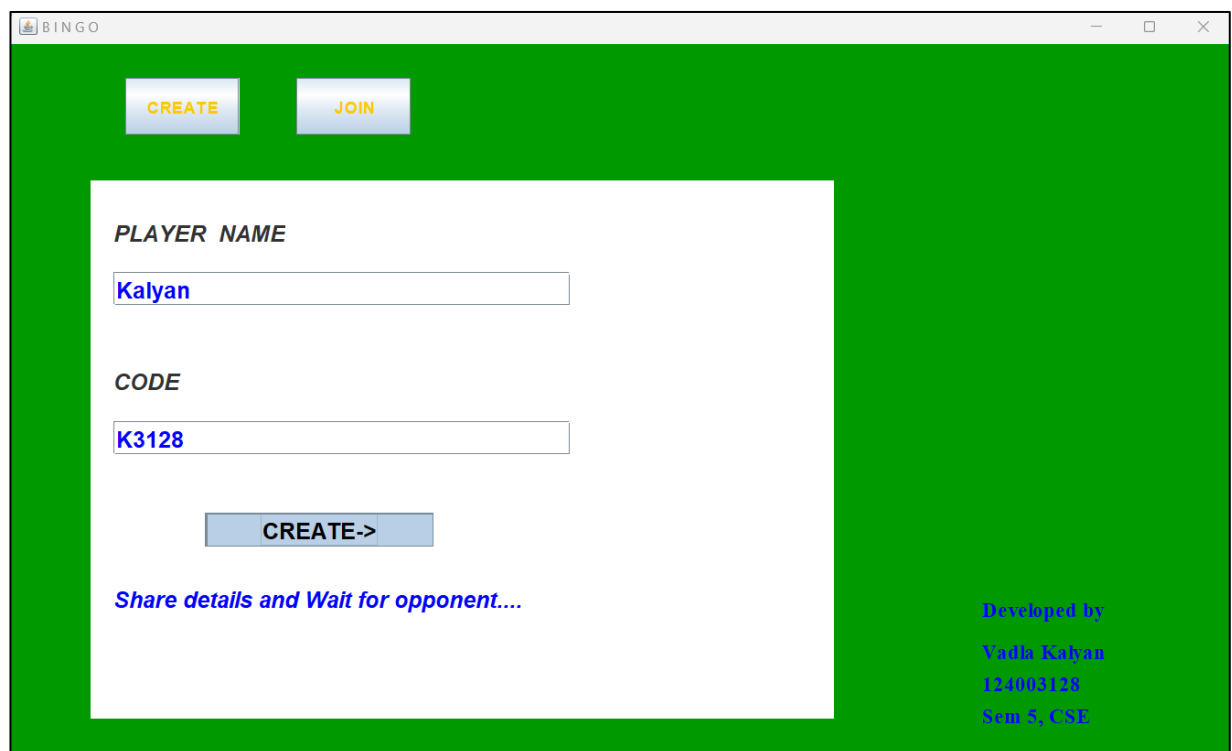 B I N G O
CREATE JOIN
PLAYER NAME
Kalyan
CODE
K3128
CREATE->
Share details and Wait for opponent....
Developed by
Vadla Kalyan
124003128
Sem 5, CSE